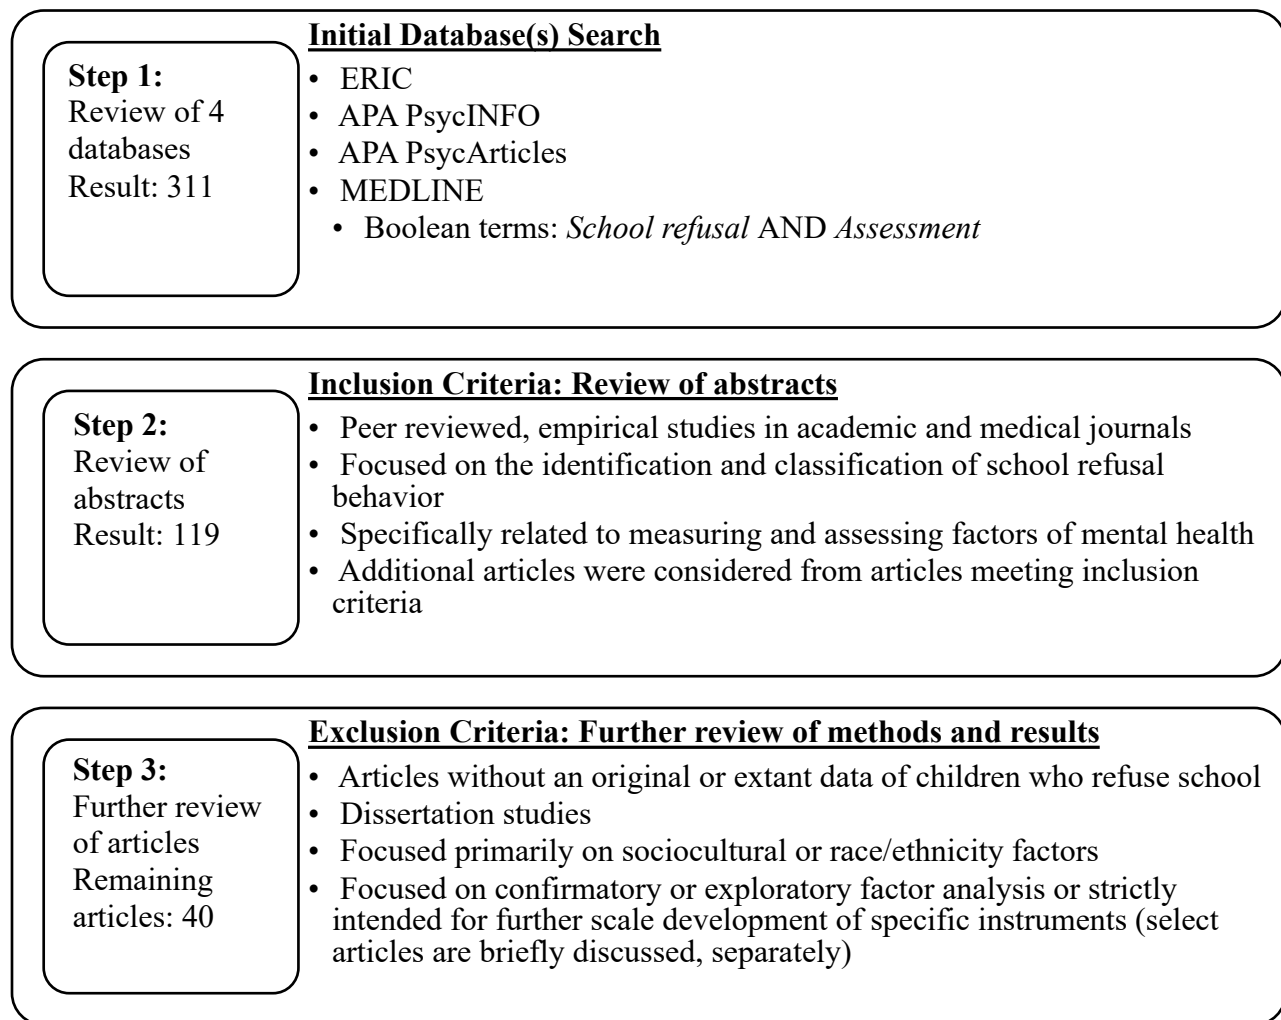 Initial Database(s) Search
Step 1:
Review of 4
databases
Result: 311
• ERIC
• APA PsycINFO
• APA PsycArticles
• MEDLINE
• Boolean terms: School refusal AND Assessment
Inclusion Criteria: Review of abstracts
Step 2:
Review of
abstracts
Result: 119
• Peer reviewed, empirical studies in academic and medical journals
• Focused on the identification and classification of school refusal
behavior
• Specifically related to measuring and assessing factors of mental health
• Additional articles were considered from articles meeting inclusion
criteria
Exclusion Criteria: Further review of methods and results
Step 3:
Further review
of articles
Remaining
articles: 40
• Articles without an original or extant data of children who refuse school
• Dissertation studies
• Focused primarily on sociocultural or race/ethnicity factors
• Focused on confirmatory or exploratory factor analysis or strictly
intended for further scale development of specific instruments (select
articles are briefly discussed, separately)